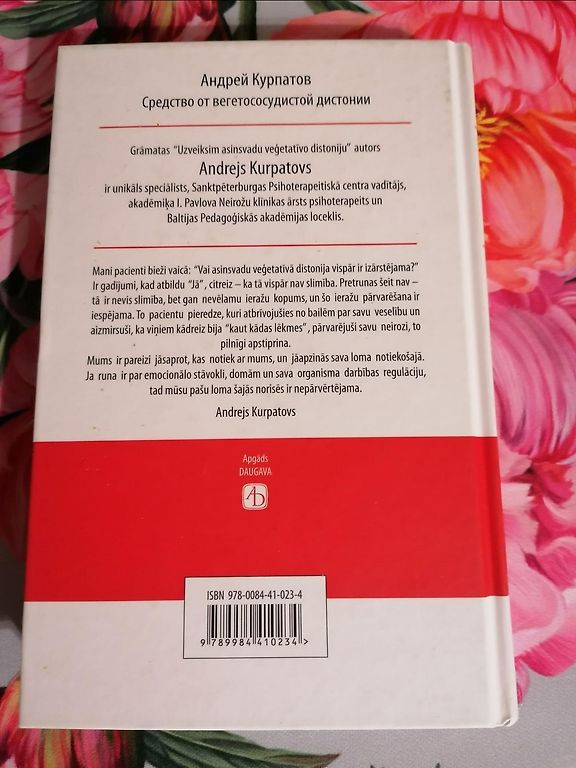 Андрей Курпатов
Средство от вегетососудистой дистонии
Grāmatas "Uzveiksim asinsvadu veģetatīvo distoniju" autors
Andrejs Kurpatovs
ir unikāls speciālists, Sanktpēterburgas Psihoterapeitiskā centra vadītājs,
akadēmiķa I. Pavlova Neirožu klīnikas ārsts psihoterapeits un
Baltijas Pedagoģiskās akadēmijas loceklis.
Mani pacienti bieži vaicā: "Vai asinsvadu veģetatīvā distonija vispār ir izārstējama?"
Ir gadījumi, kad atbildu "Jā", citreiz – ka tā vispār nav slimība. Pretrunas šeit nav –
tā ir nevis slimība, bet gan nevēlamu ieražu kopums, un šo ieražu pārvarēšana ir
iespējama. To pacientu pieredze, kuri atbrīvojušies no bailēm par savu veselību un
aizmirsuši, ka viņiem kādreiz bija "kaut kādas lēkmes", pārvarējuši savu neirozi, to
pilnīgi apstiprina.
Mums ir pareizi jāsaprot, kas notiek ar mums, un jāapzinās sava loma notiekošajā.
Ja runa ir par emocionālo stāvokli, domām un sava organisma darbības regulāciju,
tad mūsu pašu loma šajās norisēs ir nepārvērtējama.
Andrejs Kurpatovs
Apgāds
DAUGAVA
AD
ISBN 978-0084-41-023-4
9 789984 410234 >